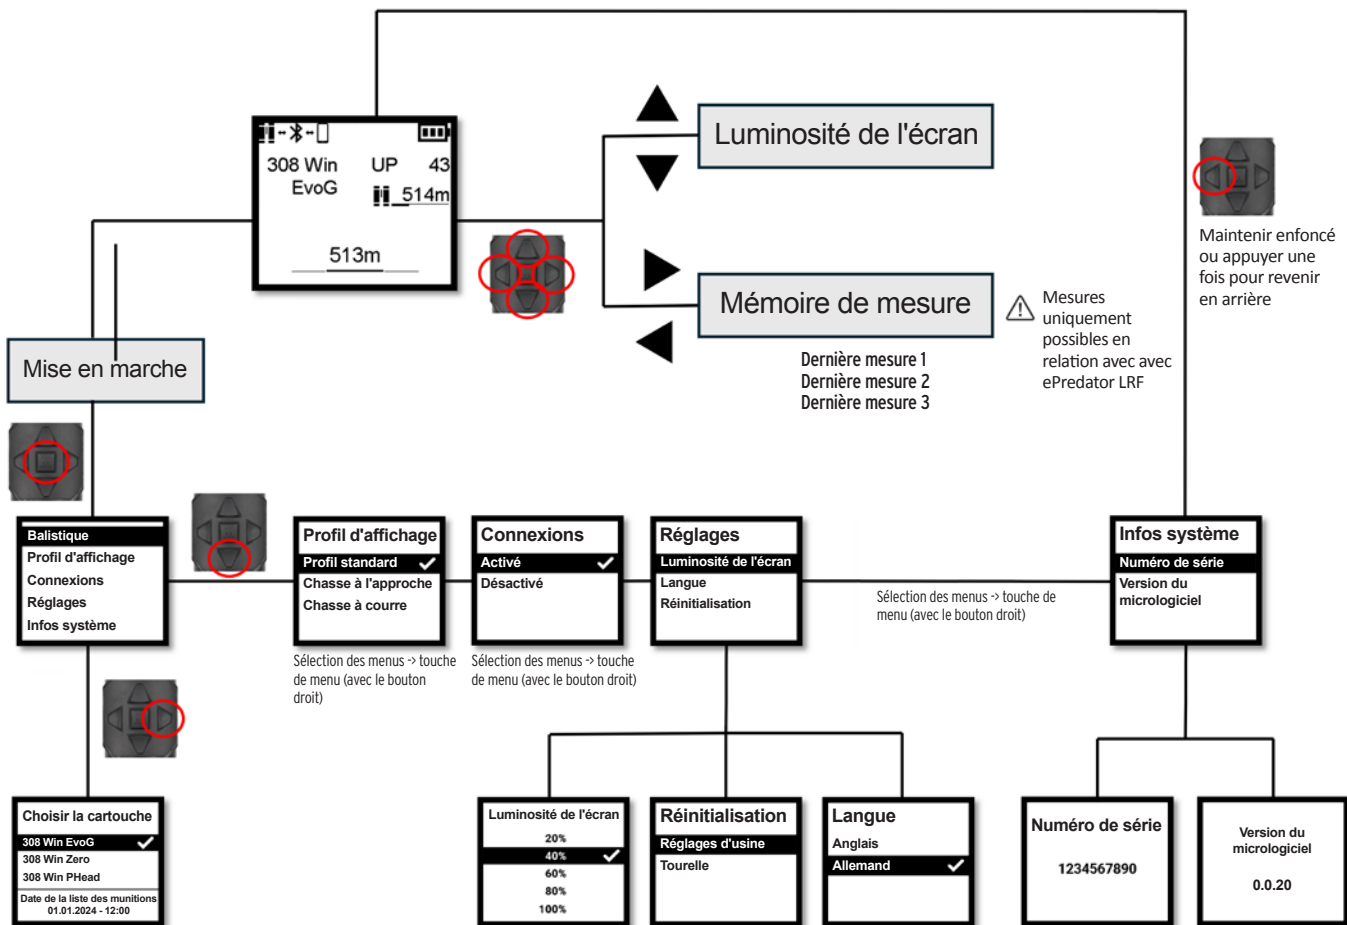 308 Win UP 43
EvoG 514m
513m
Luminosité de l'écran
Maintenir enfoncé
ou appuyer une
fois pour revenir
en arrière
Mémoire de mesure
Mesures
uniquement
possibles en
relation avec avec
ePredator LRF
Dernière mesure 1
Dernière mesure 2
Dernière mesure 3
Mise en marche
Balistique
Profil d'affichage
Connexions
Réglages
Infos système
Profil d'affichage
Profil standard
Chasse à l'approche
Chasse à courre
Sélection des menus -> touche
de menu (avec le bouton
droit)
Connexions
Activé
Désactivé
Sélection des menus -> touche
de menu (avec le bouton droit)
Réglages
Luminosité de l'écran
Langue
Réinitialisation
Sélection des menus -> touche de
menu (avec le bouton droit)
Infos système
Numéro de série
Version du
micrologiciel
Choisir la cartouche
308 Win EvoG
308 Win Zero
308 Win PHead
Date de la liste des munitions
01.01.2024 - 12:00
Luminosité de l'écran
20%
40%
60%
80%
100%
Réinitialisation
Réglages d'usine
Tourelle
Langue
Anglais
Allemand
Numéro de série
1234567890
Version du
micrologiciel
0.0.20